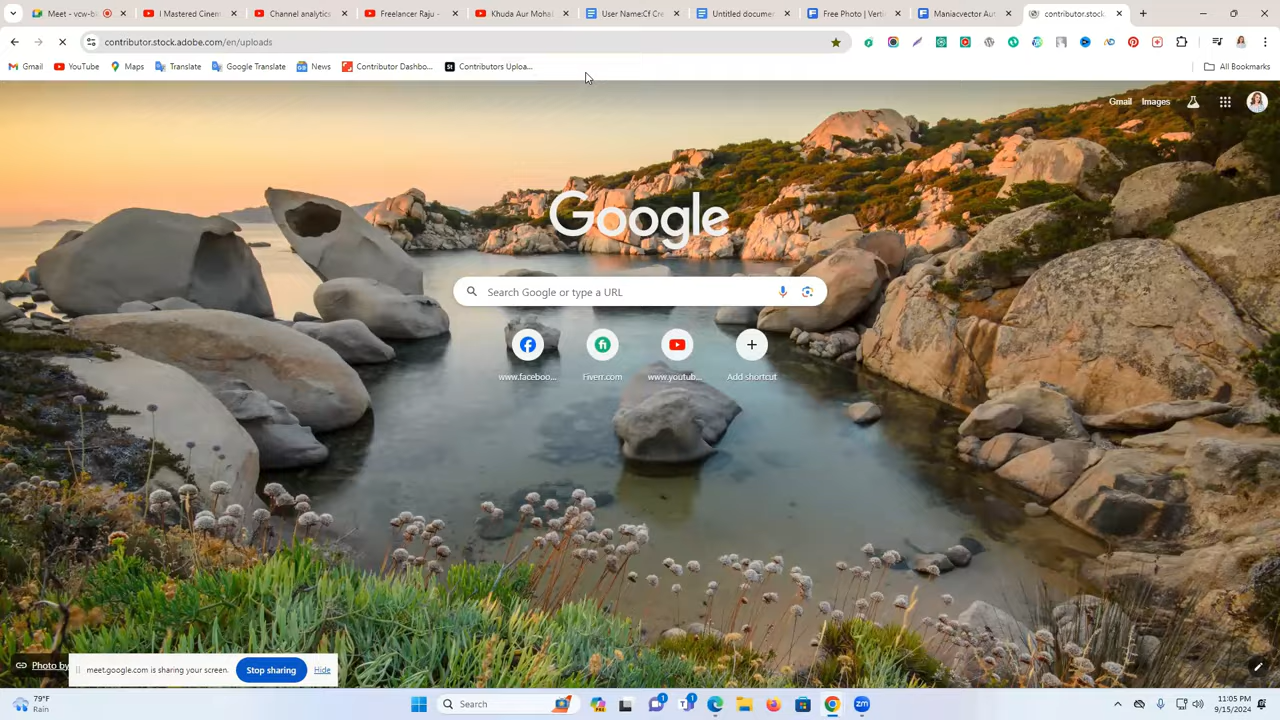 Meet - vcw-b
I Mastered Cinem
Channel analytics
Freelancer Raju -
Khuda Aur Moha
User Name:Cf Cre
Untitled documen
Free Photo | Verti
Maniacvector Au
contributor.stock.
contributor.stock.adobe.com/en/uploads
Gmail YouTube Maps Translate Google Translate News Contributor Dashbo... Contributors Uploa... All Bookmarks
Gmail Images
Google
Search Google or type a URL
www.faceboo... Fiverr.com www.youtub... Add shortcut
Photo by
meet.google.com is sharing your screen. Stop sharing Hide
79°F
Rain
Search
11:05 PM
9/15/2024